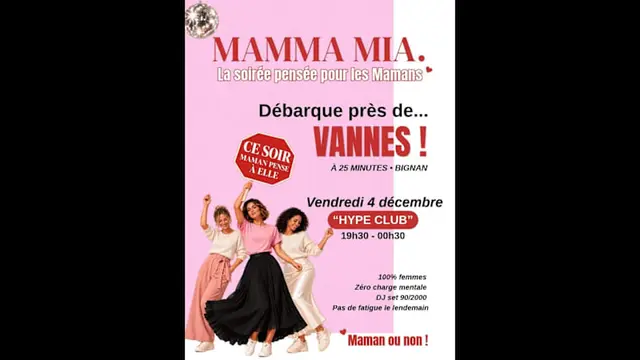 MAMMA MIA.
La soirée pensée pour les Mamans
Débarque près de...
VANNES !
À 25 MINUTES • BIGNAN
CE SOIR
MAMAN PENSE
À ELLE
Vendredi 4 décembre
“HYPE CLUB”
19h30 - 00h30
100% femmes
Zéro charge mentale
DJ set 90/2000
Pas de fatigue le lendemain
Maman ou non !